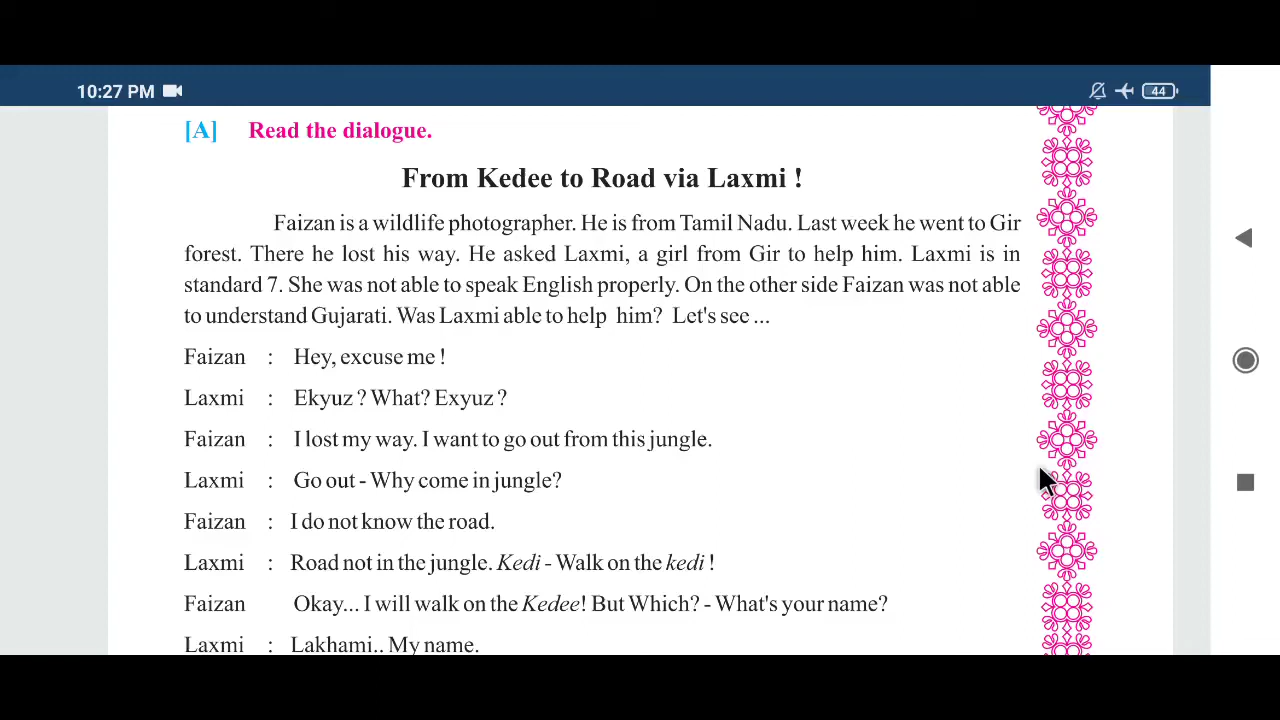 10:27 PM
44
[A] Read the dialogue.
From Kedee to Road via Laxmi !
Faizan is a wildlife photographer. He is from Tamil Nadu. Last week he went to Gir
forest. There he lost his way. He asked Laxmi, a girl from Gir to help him. Laxmi is in
standard 7. She was not able to speak English properly. On the other side Faizan was not able
to understand Gujarati. Was Laxmi able to help him? Let's see ...
Faizan : Hey, excuse me !
Laxmi : Ekyuz ? What? Exyuz ?
Faizan : I lost my way. I want to go out from this jungle.
Laxmi : Go out - Why come in jungle?
Faizan : I do not know the road.
Laxmi : Road not in the jungle. Kedi - Walk on the kedi !
Faizan Okay... I will walk on the Kedee! But Which? - What's your name?
Laxmi : Lakhami.. My name.